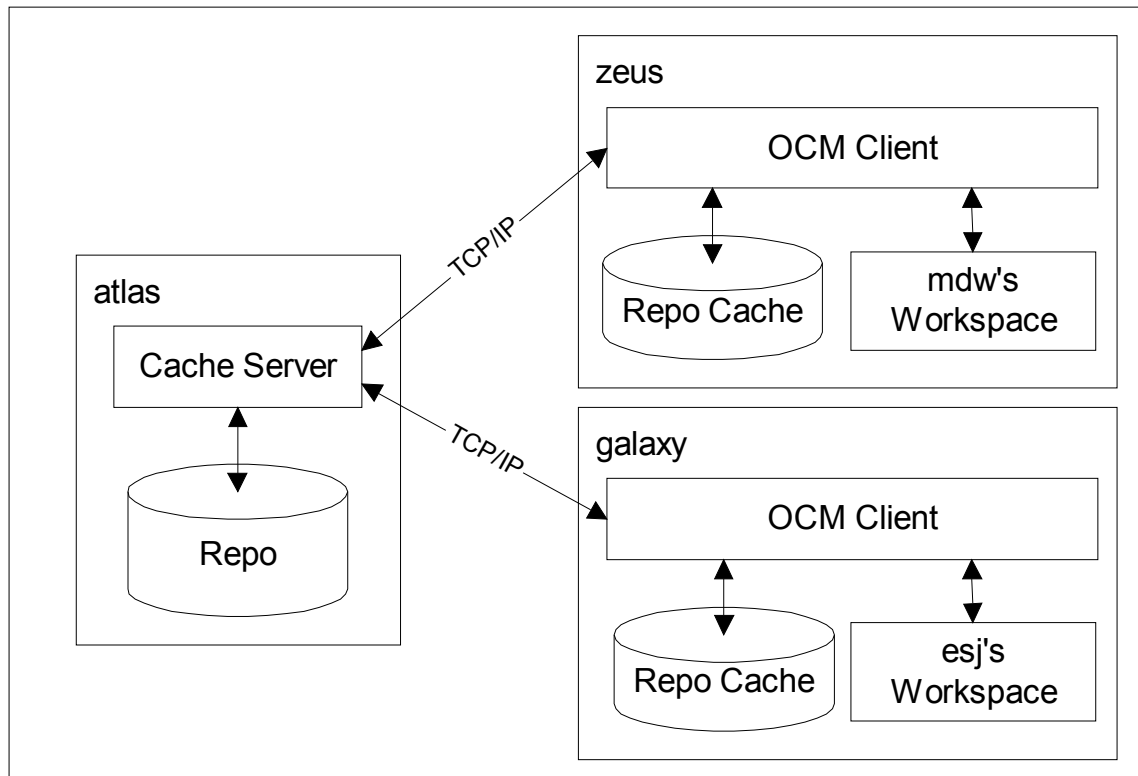 atlas
Cache Server
Repo
TCP/IP
TCP/IP
zeus
OCM Client
Repo Cache
mdw's
Workspace
galaxy
OCM Client
Repo Cache
esj's
Workspace